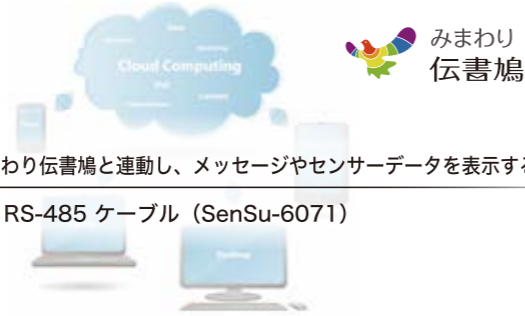 Cloud Computing
みまわり
伝書鳩
わり伝書鳩と連動し、メッセージやセンサーデータを表示する
RS-485 ケーブル（SenSu-6071）